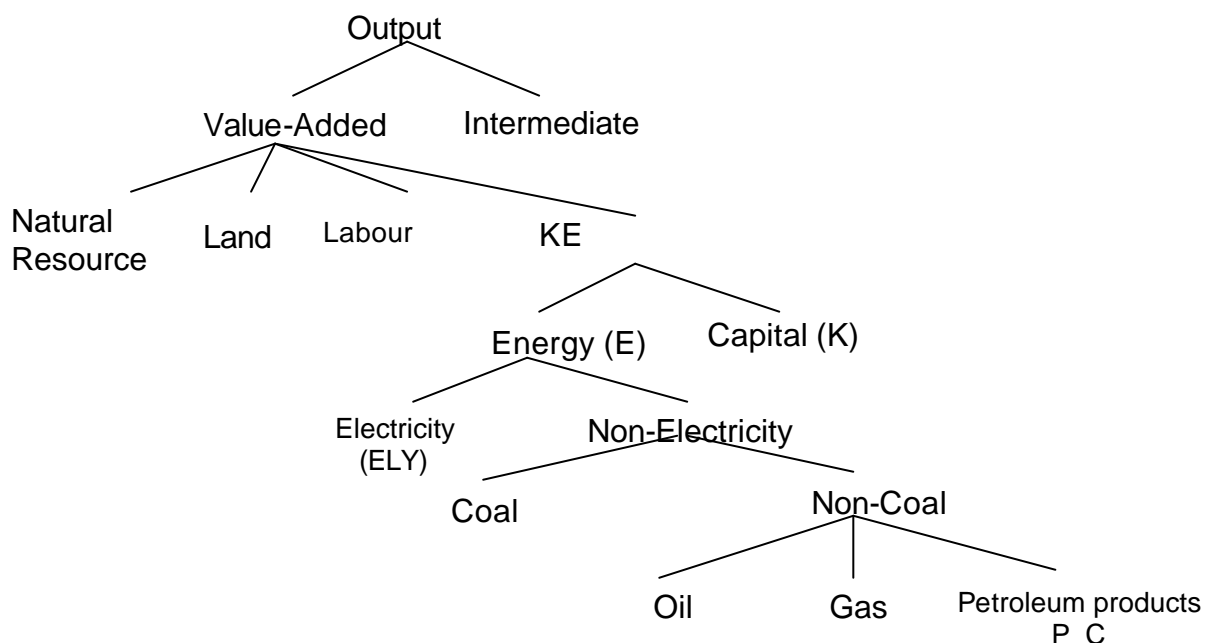 Output
Value-Added
Intermediate
Natural
Resource
Land
Labour
KE
Energy (E)
Capital (K)
Electricity
(ELY)
Non-Electricity
Coal
Non-Coal
Oil
Gas
Petroleum products
P C